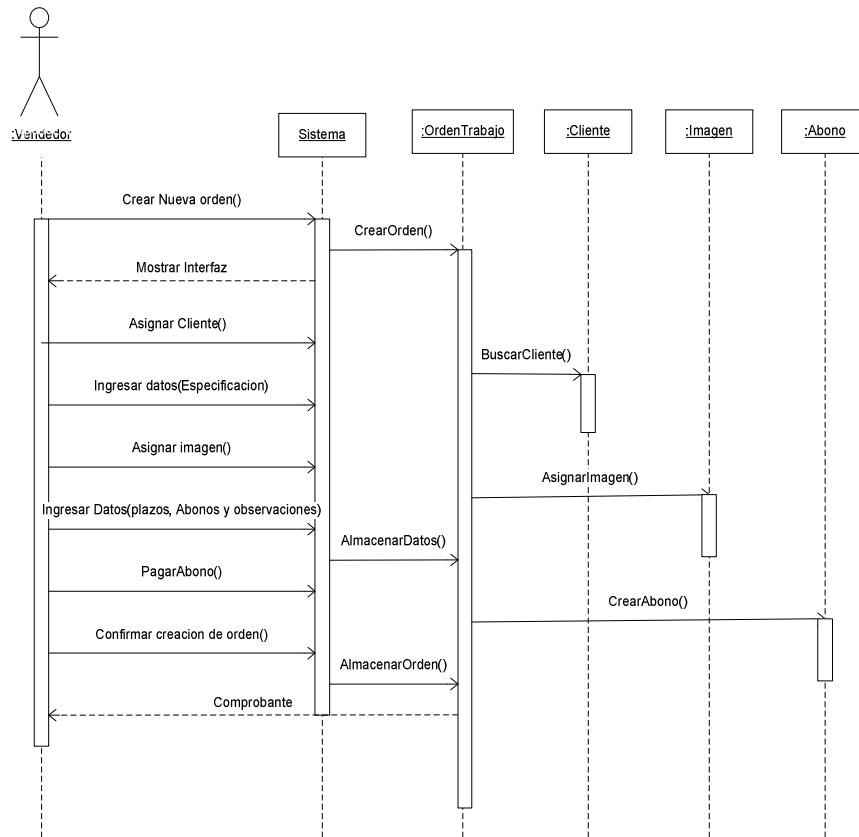 :Vendedor
Sistema
:OrdenTrabajo
:Cliente
:Imagen
:Abono
Crear Nueva orden()
CrearOrden()
Mostrar Interfaz
Asignar Cliente()
BuscarCliente()
Ingresar datos(Especificacion)
Asignar imagen()
AsignarImagen()
Ingresar Datos(plazos, Abonos y observaciones)
AlmacenarDatos()
PagarAbono()
CrearAbono()
Confirmar creacion de orden()
AlmacenarOrden()
Comprobante